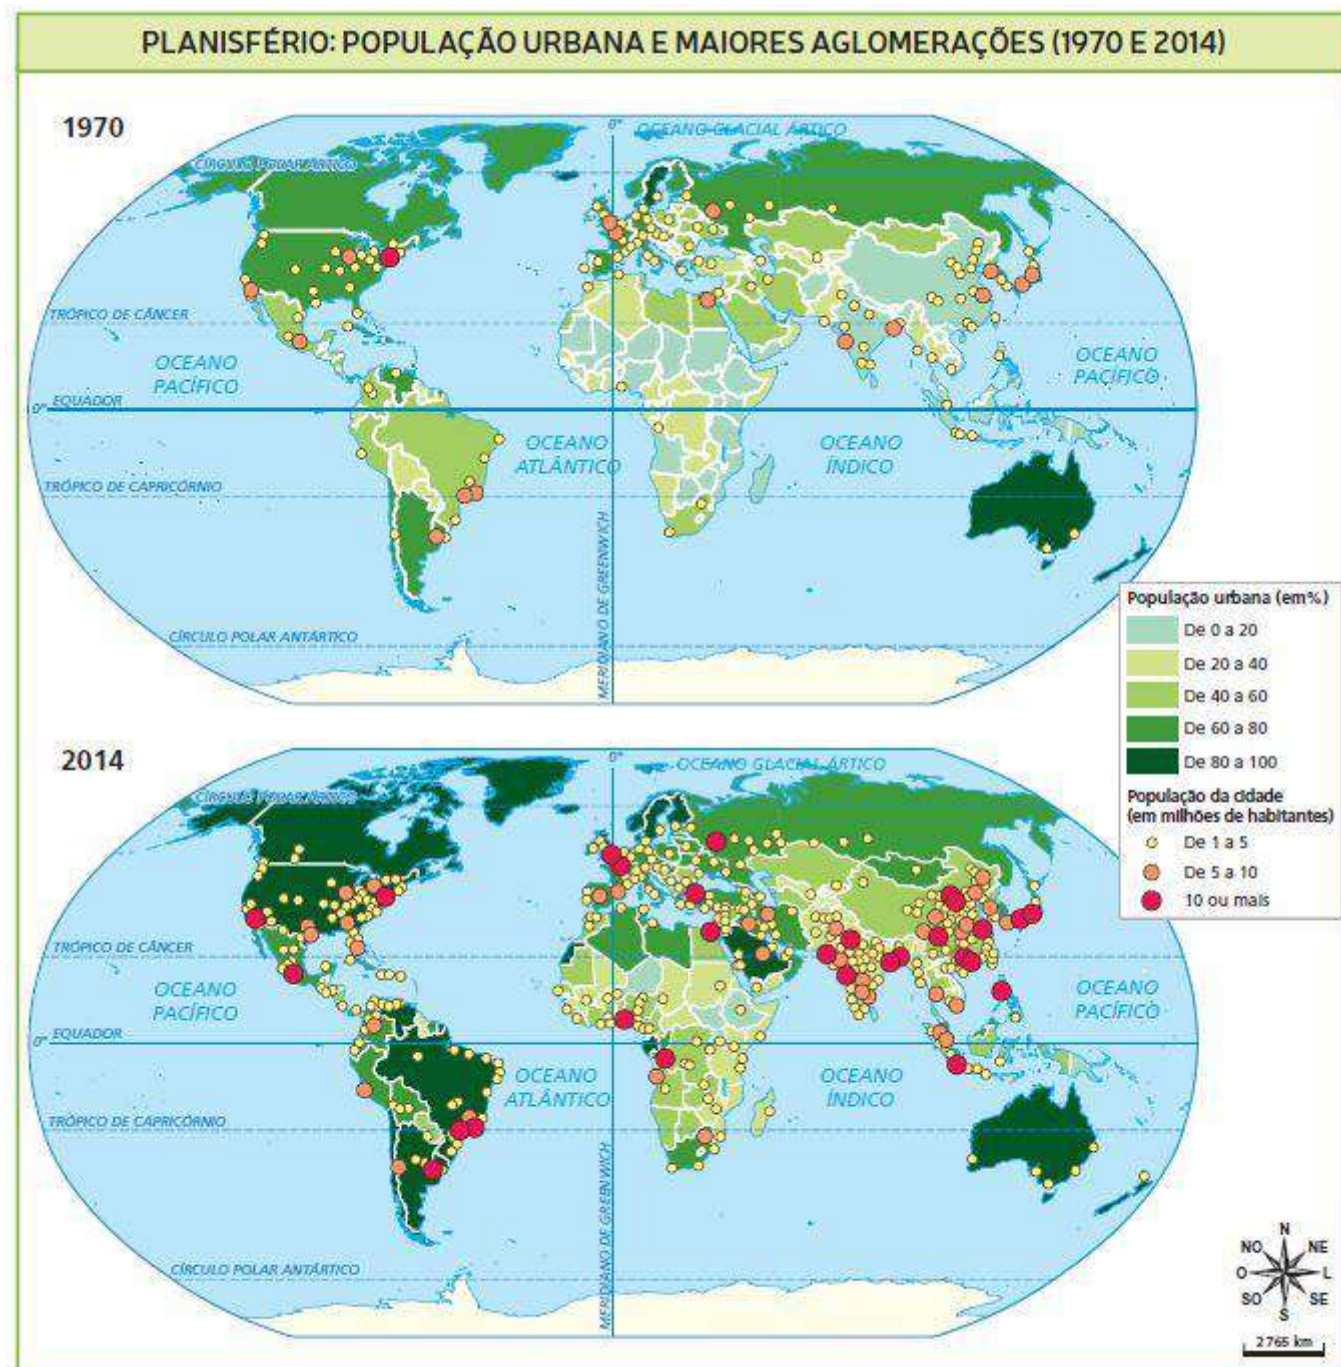 PLANISFÉRIO: POPULAÇÃO URBANA E MAIORES AGLOMERAÇÕES (1970 E 2014)
1970
0°
OCEANO GLACIAL ÁRTICO
CÍRCULO POLAR ÁRTICO
TRÓPICO DE CÂNCER
OCEANO
PACÍFICO
OCEANO
PACÍFICO
0° EQUADOR
OCEANO
ATLÂNTICO
OCEANO
ÍNDICO
TRÓPICO DE CAPRICÓRNIO
MERIDIANO DE GREENWICH
CÍRCULO POLAR ANTÁRTICO
População urbana (em%)
De 0 a 20
De 20 a 40
De 40 a 60
De 60 a 80
De 80 a 100
População da cidade
(em milhões de habitantes)
De 1 a 5
De 5 a 10
10 ou mais
2014
0°
OCEANO GLACIAL ÁRTICO
CÍRCULO POLAR ÁRTICO
TRÓPICO DE CÂNCER
OCEANO
PACÍFICO
OCEANO
PACÍFICO
0° EQUADOR
OCEANO
ATLÂNTICO
OCEANO
ÍNDICO
TRÓPICO DE CAPRICÓRNIO
MERIDIANO DE GREENWICH
CÍRCULO POLAR ANTÁRTICO
N
NO NE
O L
SO SE
S
2765 km